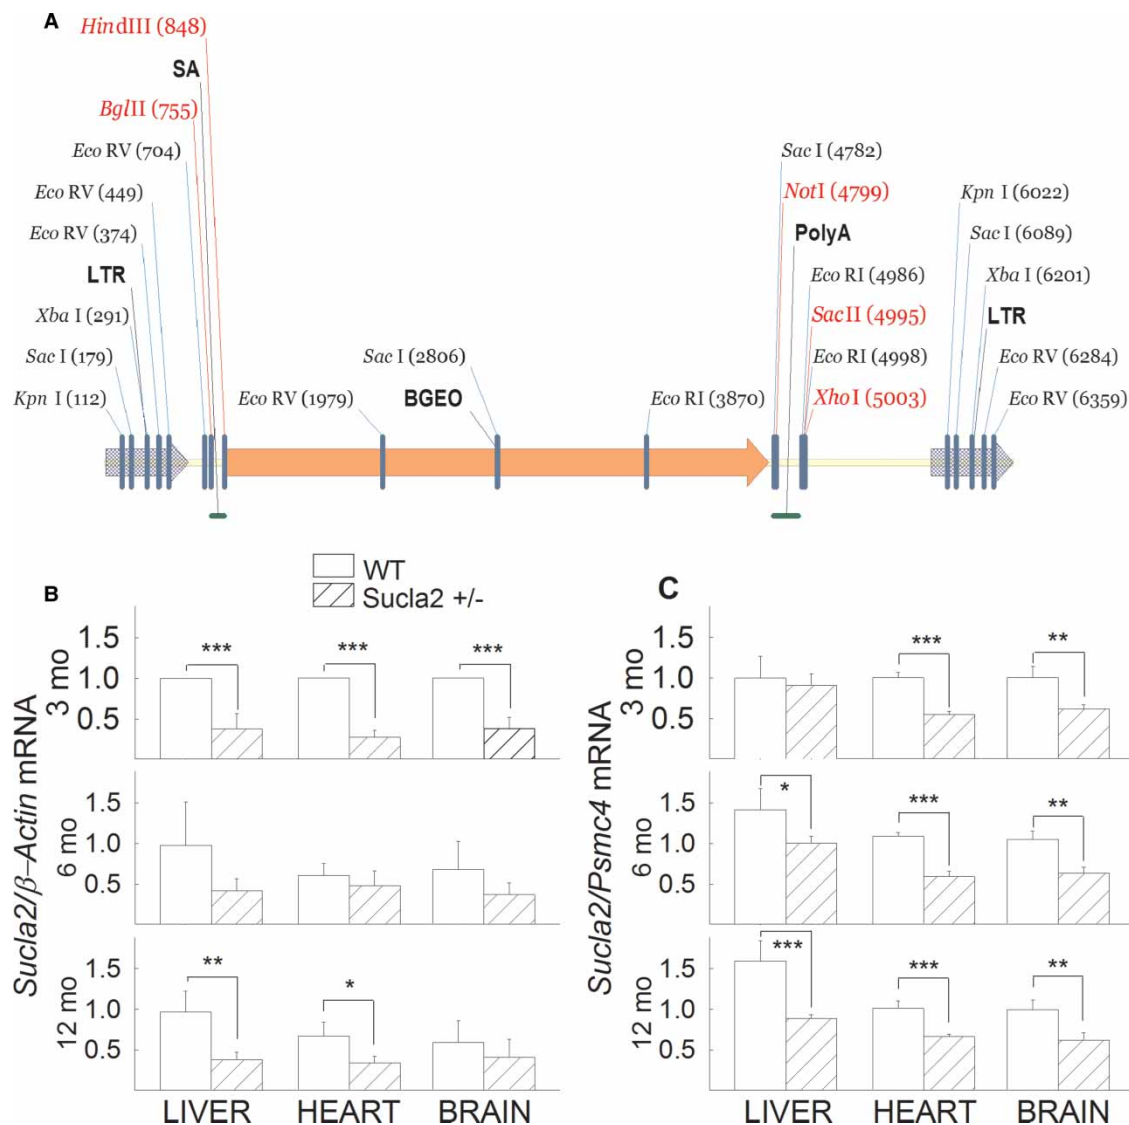 A
HindIII (848)
SA
BglII (755)
Eco RV (704)
Eco RV (449)
Eco RV (374)
LTR
Xba I (291)
Sac I (179)
Kpn I (112)
Eco RV (1979)
Sac I (2806)
BGEO
Eco RI (3870)
Sac I (4782)
NotI (4799)
PolyA
Eco RI (4986)
SacII (4995)
Eco RI (4998)
XhoI (5003)
Kpn I (6022)
Sac I (6089)
Xba I (6201)
LTR
Eco RV (6284)
Eco RV (6359)
B
WT
Sucla2 +/-
Sucla2/β-Actin mRNA
3 mo
1.5
1.0
0.5
***
***
***
6 mo
1.5
1.0
0.5
12 mo
1.5
1.0
0.5
**
*
LIVER HEART BRAIN
C
Sucla2/Psmc4 mRNA
3 mo
1.5
1.0
0.5
***
**
6 mo
1.5
1.0
0.5
*
***
**
12 mo
1.5
1.0
0.5
***
***
**
LIVER HEART BRAIN